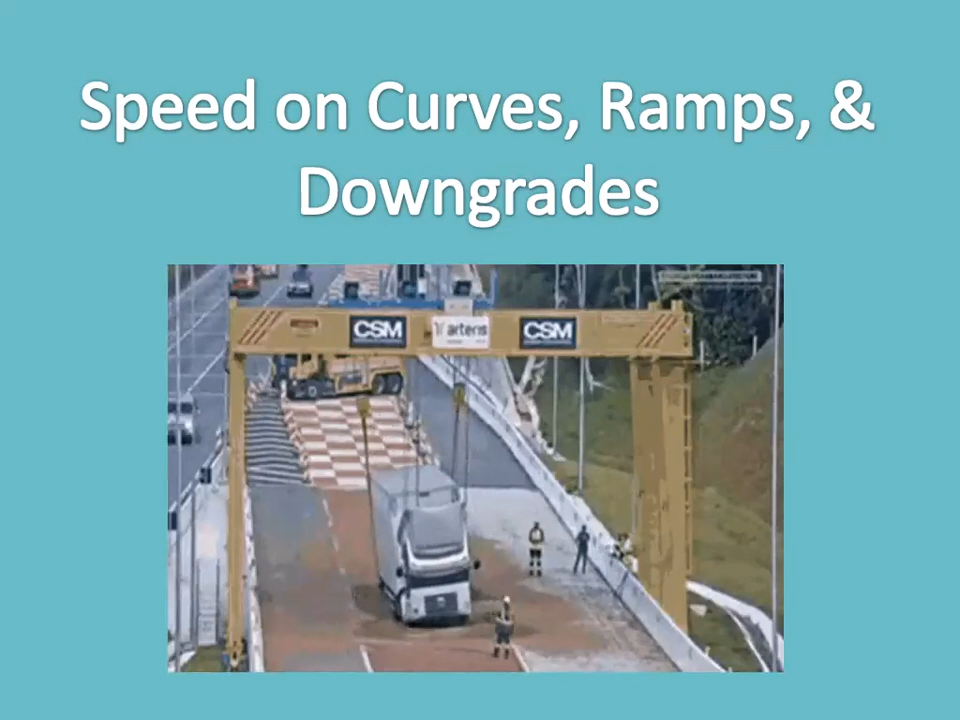 Speed on Curves, Ramps, &
Downgrades
CSM
arteris
CSM